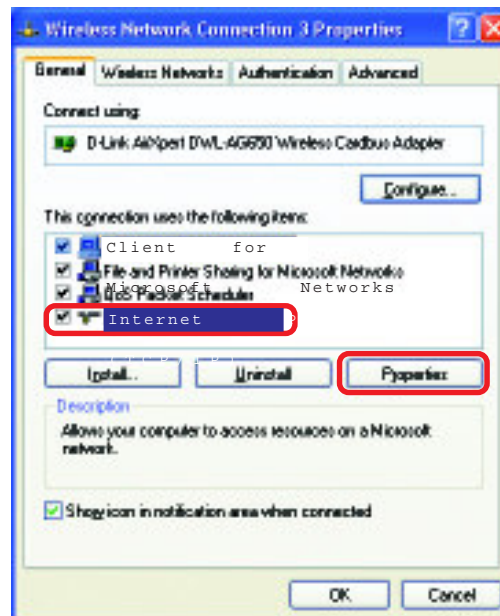 Wireless Network Connection 3 Properties
General Wireless Networks Authentication Advanced
Connect using:
D-Link AirXpert DWL-AG650 Wireless Cardbus Adapter
Configure...
This connection uses the following items:
Client for
File and Printer Sharing for Microsoft Networks
Microsoft Networks
QoS Packet Scheduler
Internet P
Install... Uninstall Properties
Description
Allows your computer to access resources on a Microsoft
network.
Show icon in notification area when connected
OK Cancel